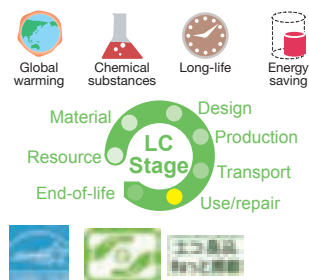 Global
warming
Chemical
substances
Long-life
Energy
saving
Material
Design
LC
Stage
Production
Resource
Transport
End-of-life
Use/repair